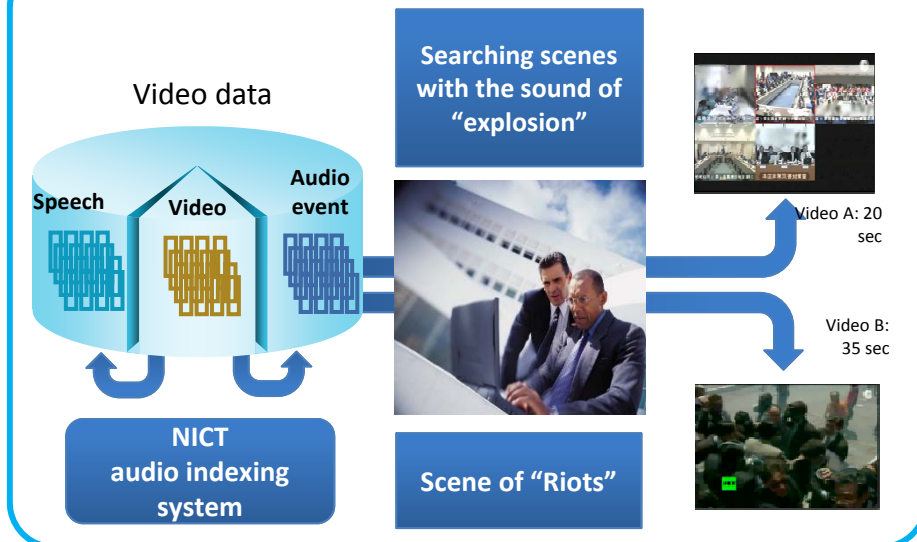 Searching scenes
with the sound of
“explosion”
Video data
Speech
Video
Audio
event
Video A: 20
sec
Video B:
35 sec
NICT
audio indexing
system
Scene of “Riots”